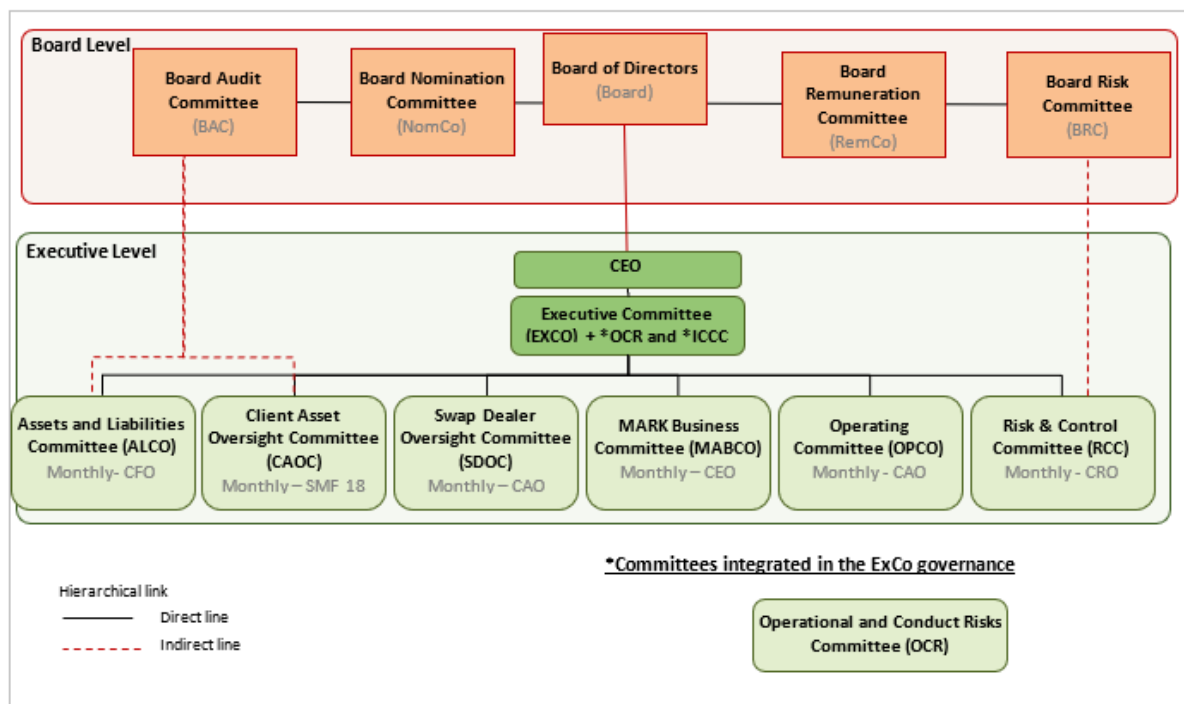 Board Level
Board Audit
Committee
(BAC)
Board Nomination
Committee
(NomCo)
Board of Directors
(Board)
Board
Remuneration
Committee
(RemCo)
Board Risk
Committee
(BRC)
Executive Level
CEO
Executive Committee
(EXCO) + *OCR and *ICCC
Assets and Liabilities
Committee (ALCO)
Monthly- CFO
Client Asset
Oversight Committee
(CAOC)
Monthly – SMF 18
Swap Dealer
Oversight Committee
(SDOC)
Monthly – CAO
MARK Business
Committee (MABCO)
Monthly – CEO
Operating
Committee (OPCO)
Monthly - CAO
Risk & Control
Committee (RCC)
Monthly - CRO
*Committees integrated in the ExCo governance
Hierarchical link
Direct line
Indirect line
Operational and Conduct Risks
Committee (OCR)